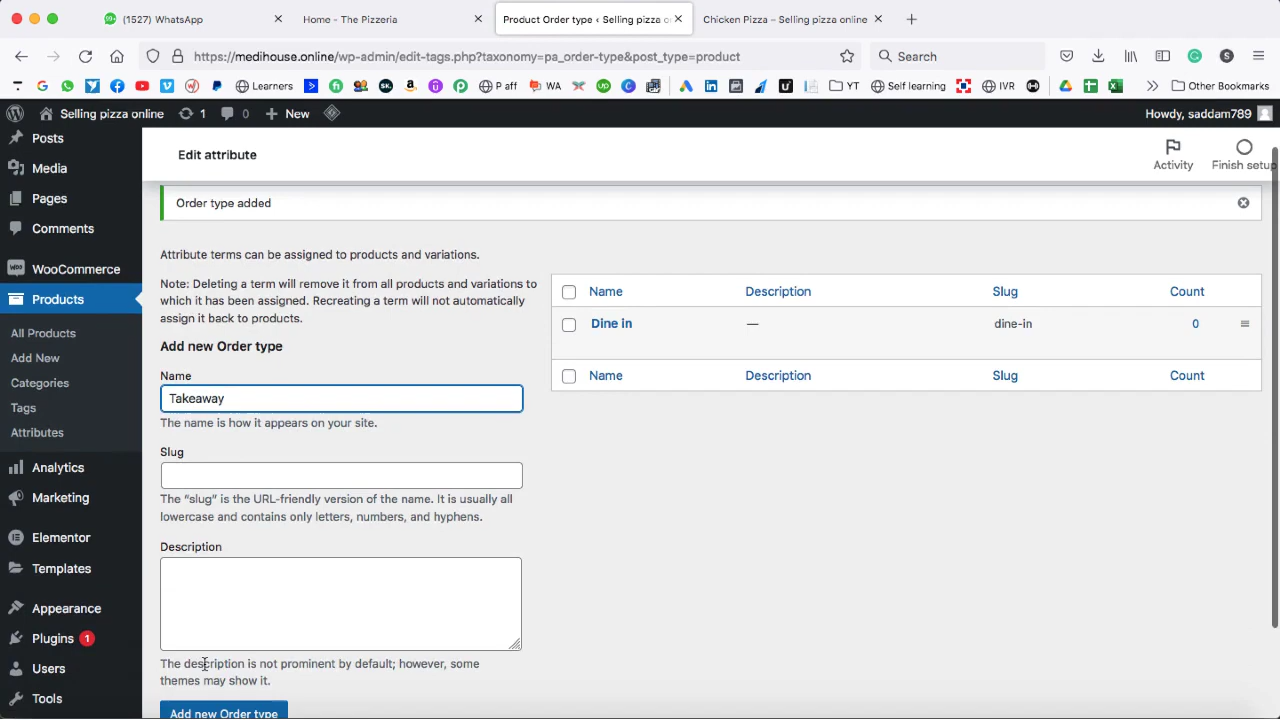 (1527) WhatsApp
Home - The Pizzeria
Product Order type ‹ Selling pizza o
Chicken Pizza – Selling pizza online
https://medihouse.online/wp-admin/edit-tags.php?taxonomy=pa_order-type&post_type=product
Search
Learners
P aff
WA
YT
Self learning
IVR
Other Bookmarks
Selling pizza online
1
0
New
Howdy, saddam789
Posts
Media
Pages
Comments
WooCommerce
Products
All Products
Add New
Categories
Tags
Attributes
Analytics
Marketing
Elementor
Templates
Appearance
Plugins 1
Users
Tools
Edit attribute
Activity
Finish setup
Order type added
Attribute terms can be assigned to products and variations.
Note: Deleting a term will remove it from all products and variations to
which it has been assigned. Recreating a term will not automatically
assign it back to products.
Add new Order type
Name
Takeaway
The name is how it appears on your site.
Slug
The “slug” is the URL-friendly version of the name. It is usually all
lowercase and contains only letters, numbers, and hyphens.
Description
The description is not prominent by default; however, some
themes may show it.
Add new Order type
Name Description Slug Count
Dine in — dine-in 0
Name Description Slug Count